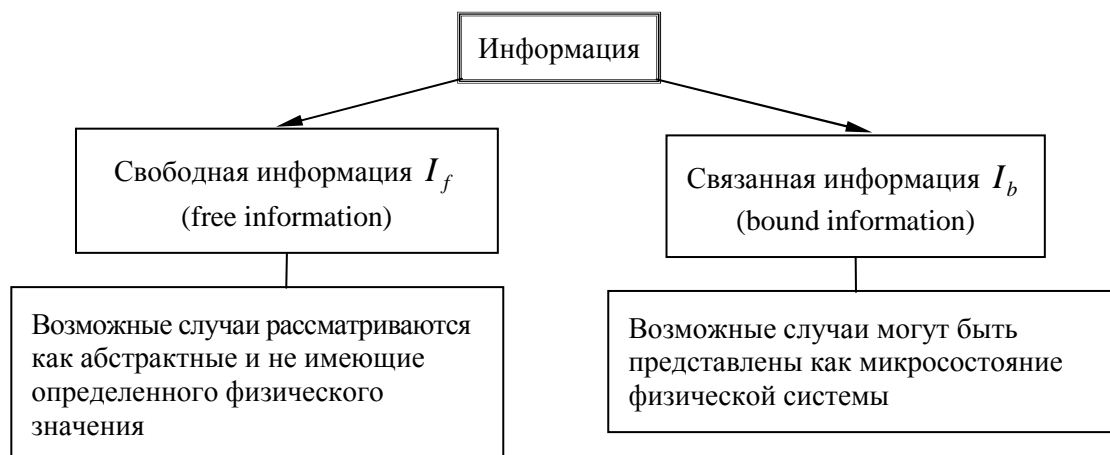 Информация
Свободная информация I_f
(free information)
Связанная информация I_b
(bound information)
Возможные случаи рассматриваются
как абстрактные и не имеющие
определенного физического
значения
Возможные случаи могут быть
представлены как микросостояние
физической системы